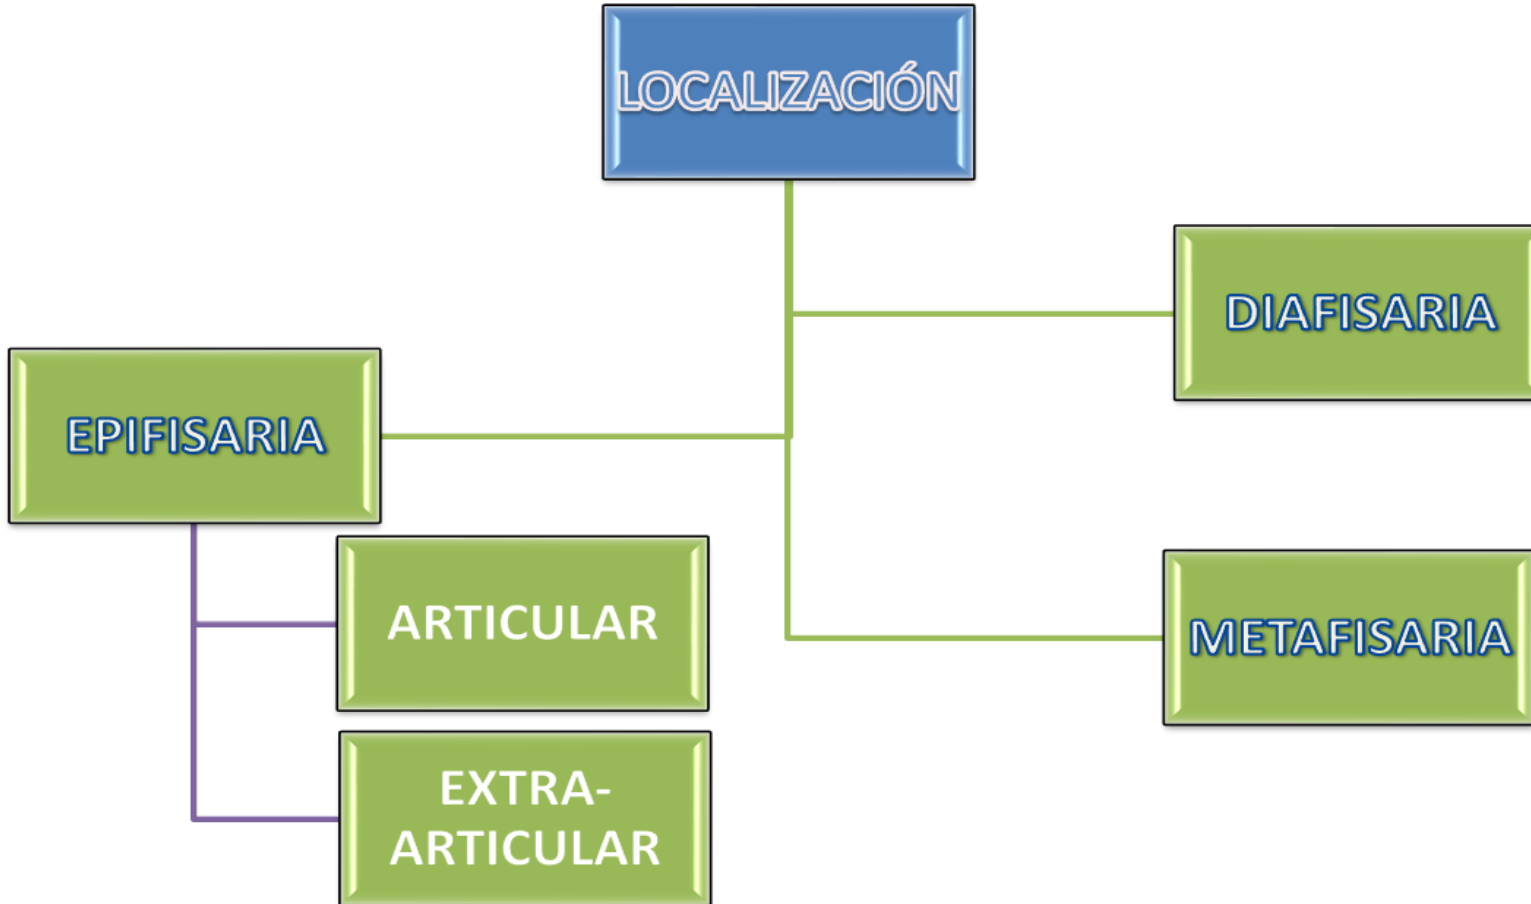 LOCALIZACIÓN
DIAFISARIA
EPIFISARIA
ARTICULAR
METAFISARIA
EXTRA-
ARTICULAR